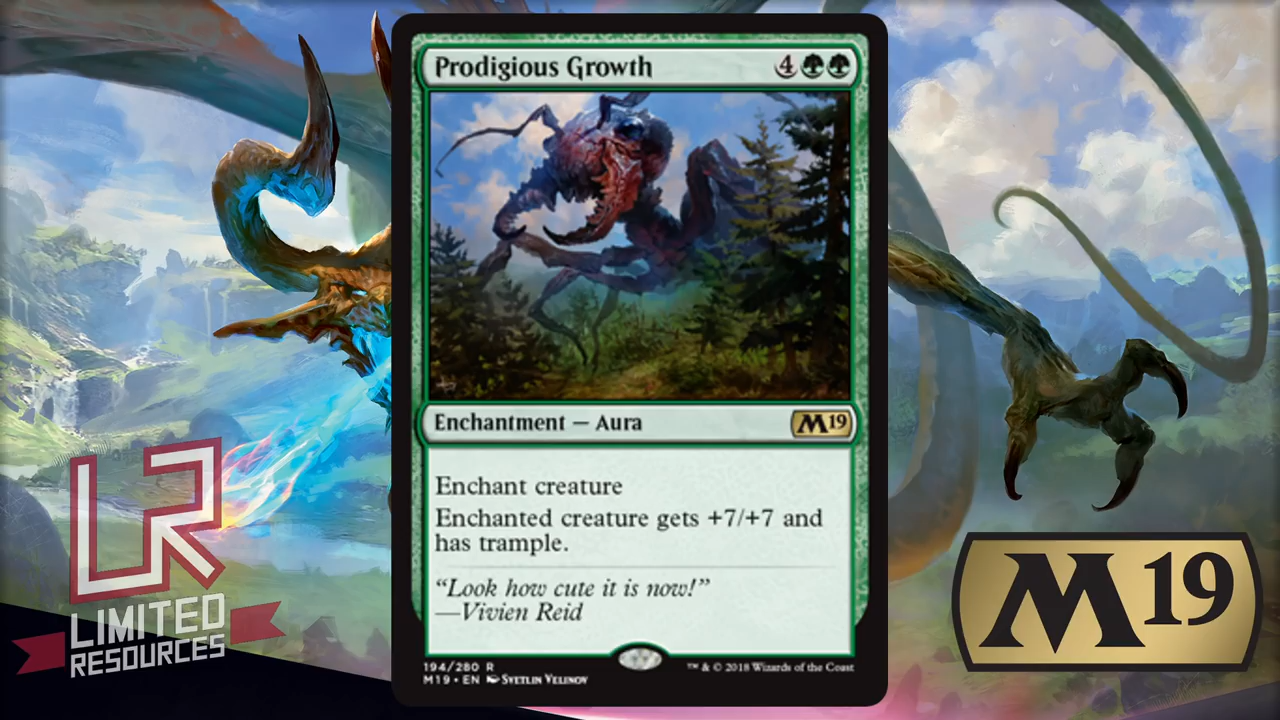 Prodigious Growth 4
Enchantment — Aura
M19
Enchant creature
Enchanted creature gets +7/+7 and
has trample.
“Look how cute it is now!”
—Vivien Reid
194/280 R
M19 • EN Svetlin Velinov
™ & © 2018 Wizards of the Coast
LR
LIMITED
RESOURCES
M19